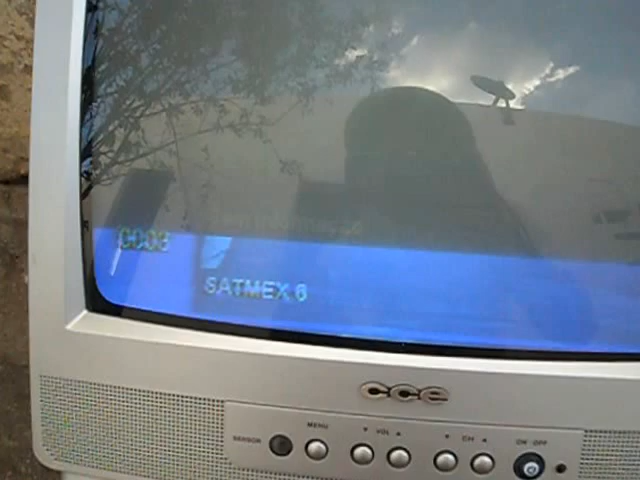 0003
SATMEX 6
cce
SENSOR MENU ▼ VOL ▲ ▼ CH ▲ ON OFF